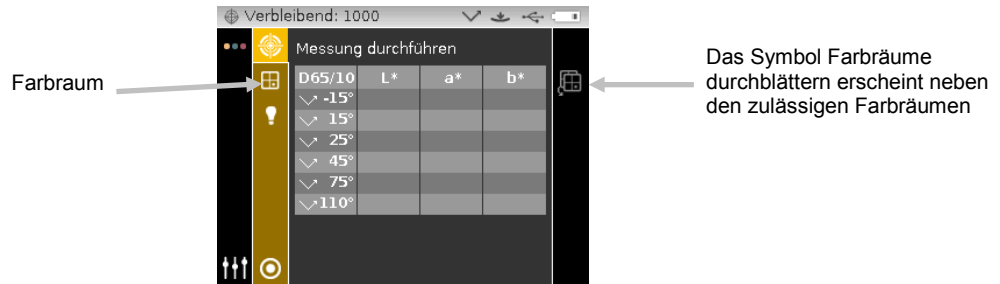 Verbleibend: 1000
Messung durchführen
Farbraum
D65/10 L* a* b*
-15°
15°
25°
45°
75°
110°
Das Symbol Farbräume
durchblättern erscheint neben
den zulässigen Farbräumen